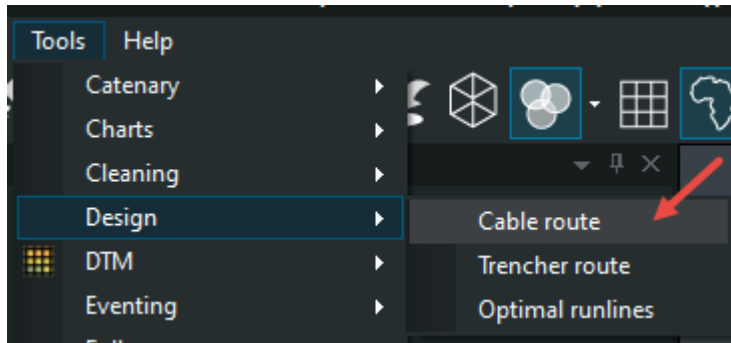 Tools Help
Catenary
Charts
Cleaning
Design
Cable route
DTM
Trencher route
Eventing
Optimal runlines